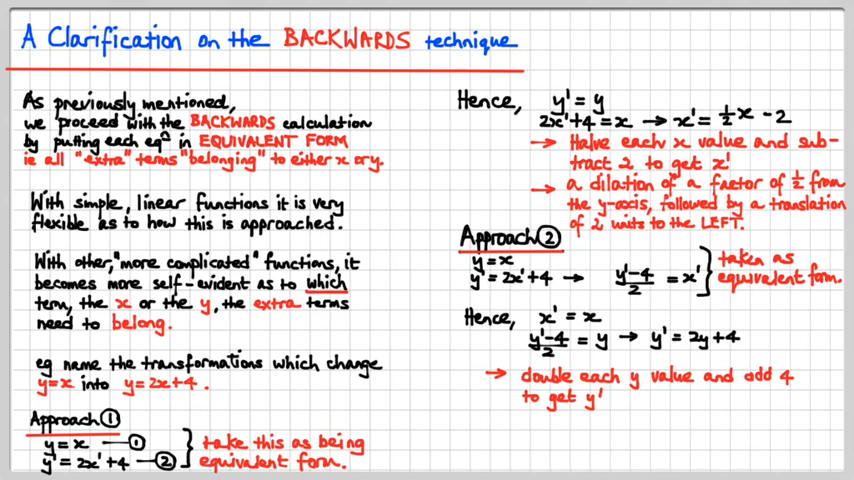 A Clarification on the BACKWARDS technique
As previously mentioned,
we proceed with the BACKWARDS calculation
by putting each eqⁿ in EQUIVALENT FORM
ie all "extra" terms "belonging" to either x or y.
With simple, linear functions it is very
flexible as to how this is approached.
With other, "more complicated" functions, it
becomes more self-evident as to which
term, the x or the y, the extra terms
need to belong.
eg name the transformations which change
y=x into y=2x+4.
Approach ①
y=x —①
y'=2x'+4 —②
} take this as being
equivalent form.
Hence, y'=y
2x'+4=x → x'=½x-2
→ Halve each x value and sub-
tract 2 to get x'
→ a dilation of a factor of ½ from
the y-axis, followed by a translation
of 2 units to the LEFT.
Approach ②
y=x
y'=2x'+4 → (y'-4)/2 = x'
} taken as
equivalent form.
Hence, x'=x
(y'-4)/2 = y → y'=2y+4
→ double each y value and add 4
to get y'